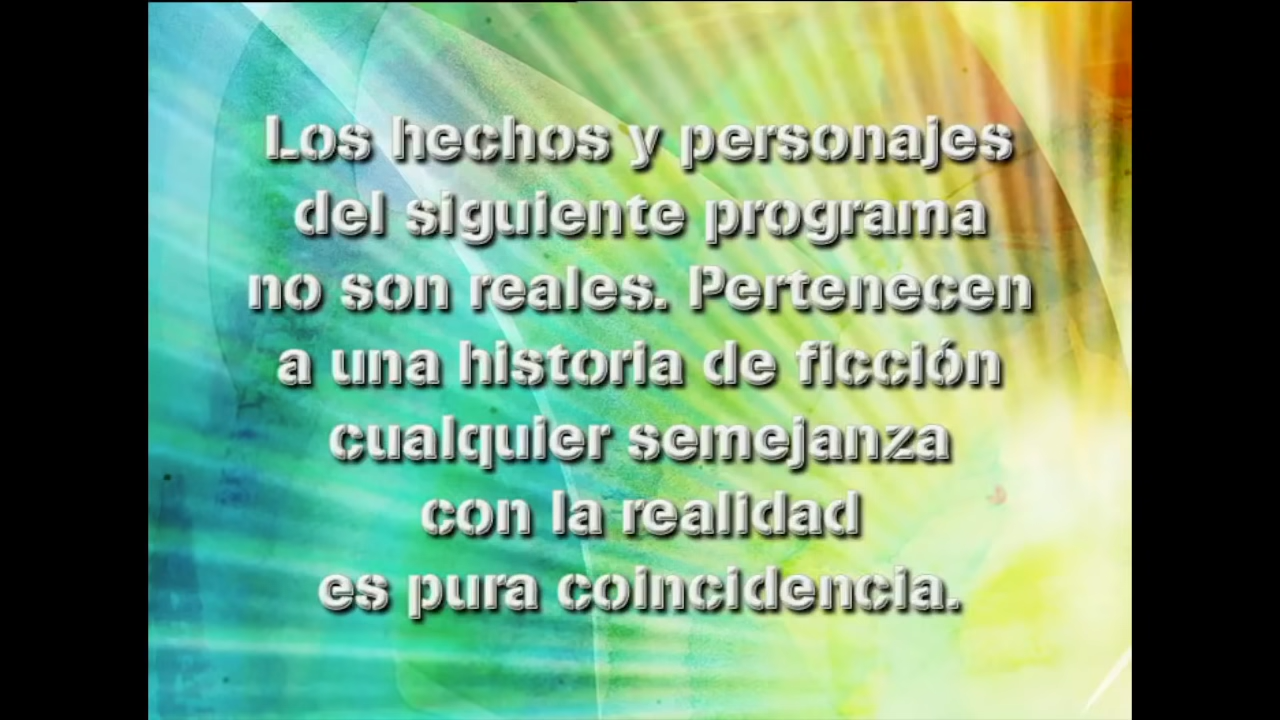 Los hechos y personajes
del siguiente programa
no son reales. Pertenecen
a una historia de ficción
cualquier semejanza
con la realidad
es pura coincidencia.